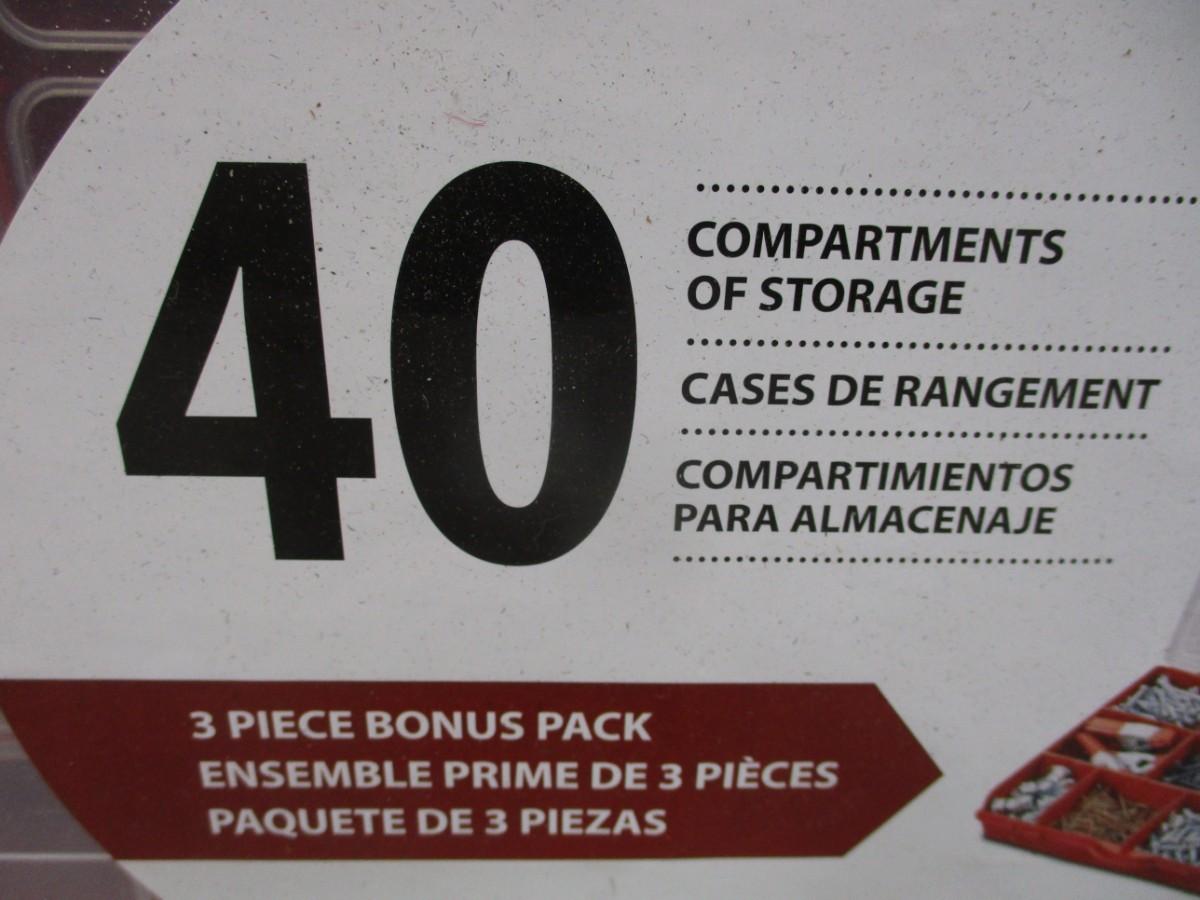 40
COMPARTMENTS
OF STORAGE
CASES DE RANGEMENT
COMPARTIMIENTOS
PARA ALMACENAJE
3 PIECE BONUS PACK
ENSEMBLE PRIME DE 3 PIÈCES
PAQUETE DE 3 PIEZAS